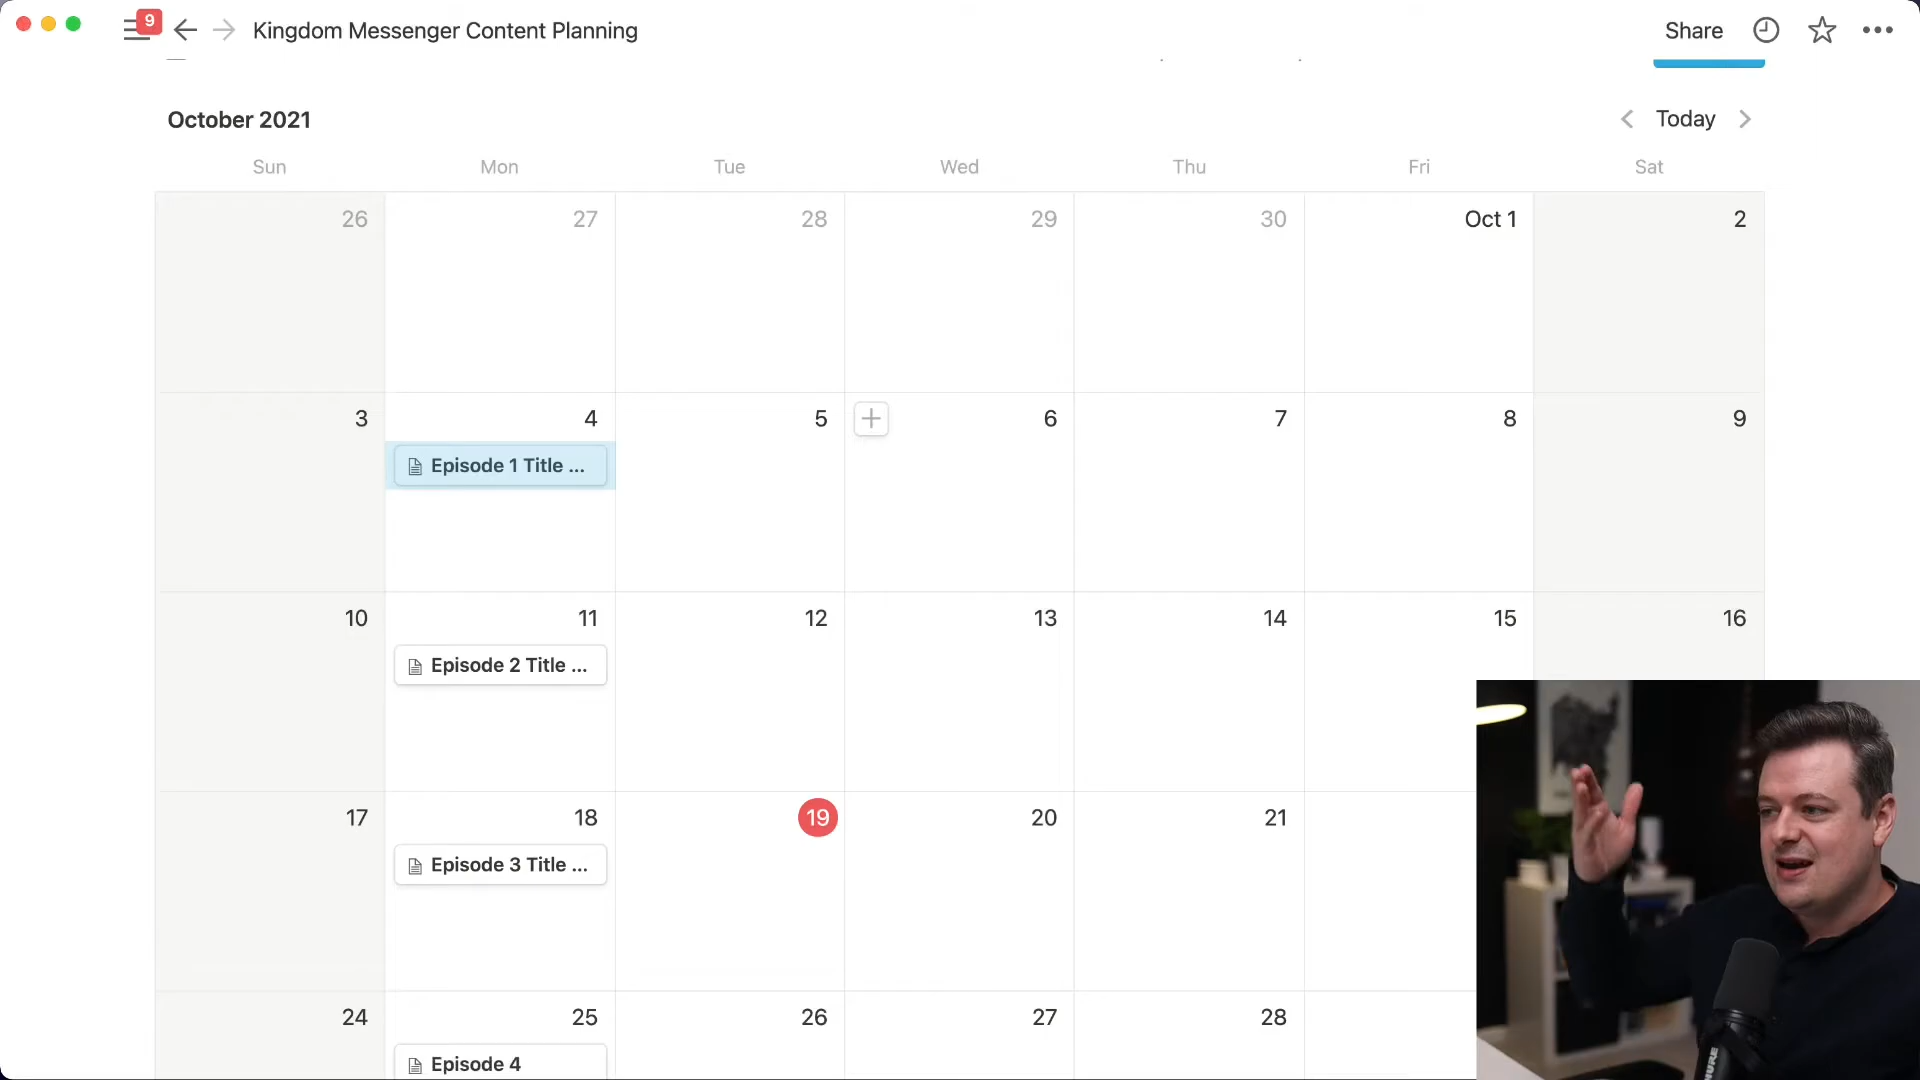 9
Kingdom Messenger Content Planning
Share
October 2021
Today
Sun Mon Tue Wed Thu Fri Sat
26 27 28 29 30 Oct 1 2
3 4 5 6 7 8 9
Episode 1 Title ...
10 11 12 13 14 15 16
Episode 2 Title ...
17 18 19 20 21
Episode 3 Title ...
24 25 26 27 28
Episode 4
SHURE